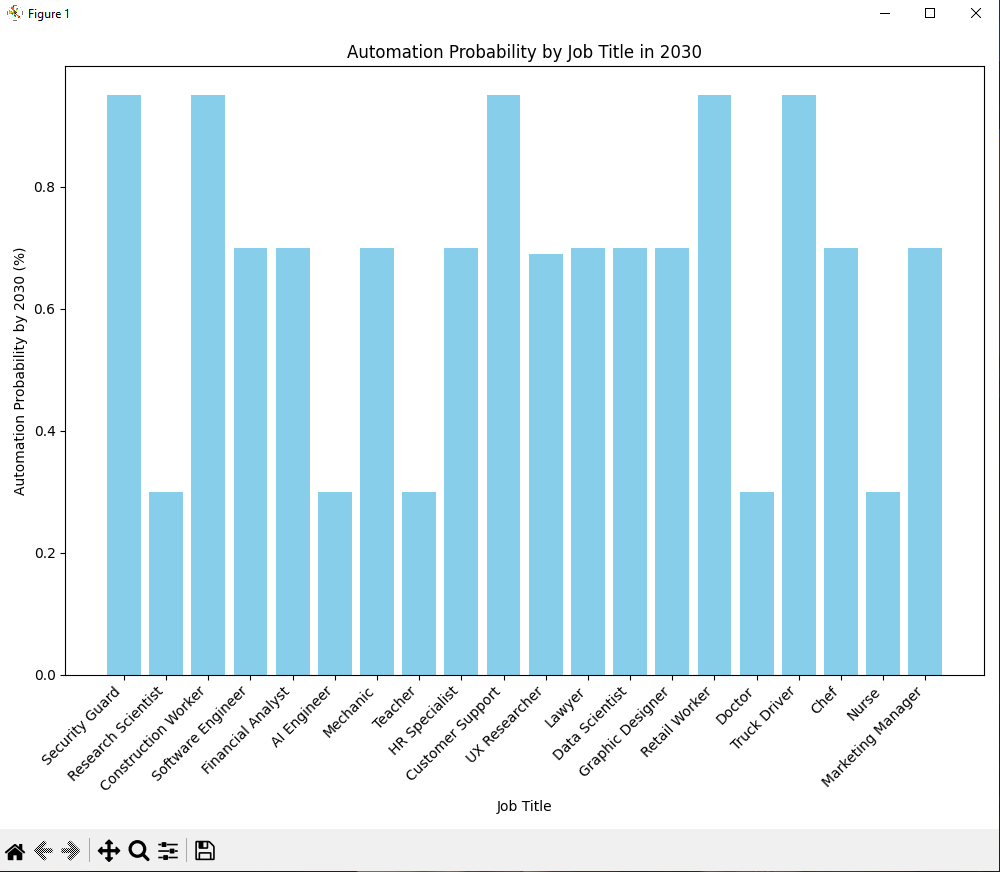 Figure 1
Automation Probability by Job Title in 2030
Automation Probability by 2030 (%)
0.8
0.6
0.4
0.2
0.0
Security Guard
Research Scientist
Construction Worker
Software Engineer
Financial Analyst
AI Engineer
Mechanic
Teacher
HR Specialist
Customer Support
UX Researcher
Lawyer
Data Scientist
Graphic Designer
Retail Worker
Doctor
Truck Driver
Chef
Nurse
Marketing Manager
Job Title